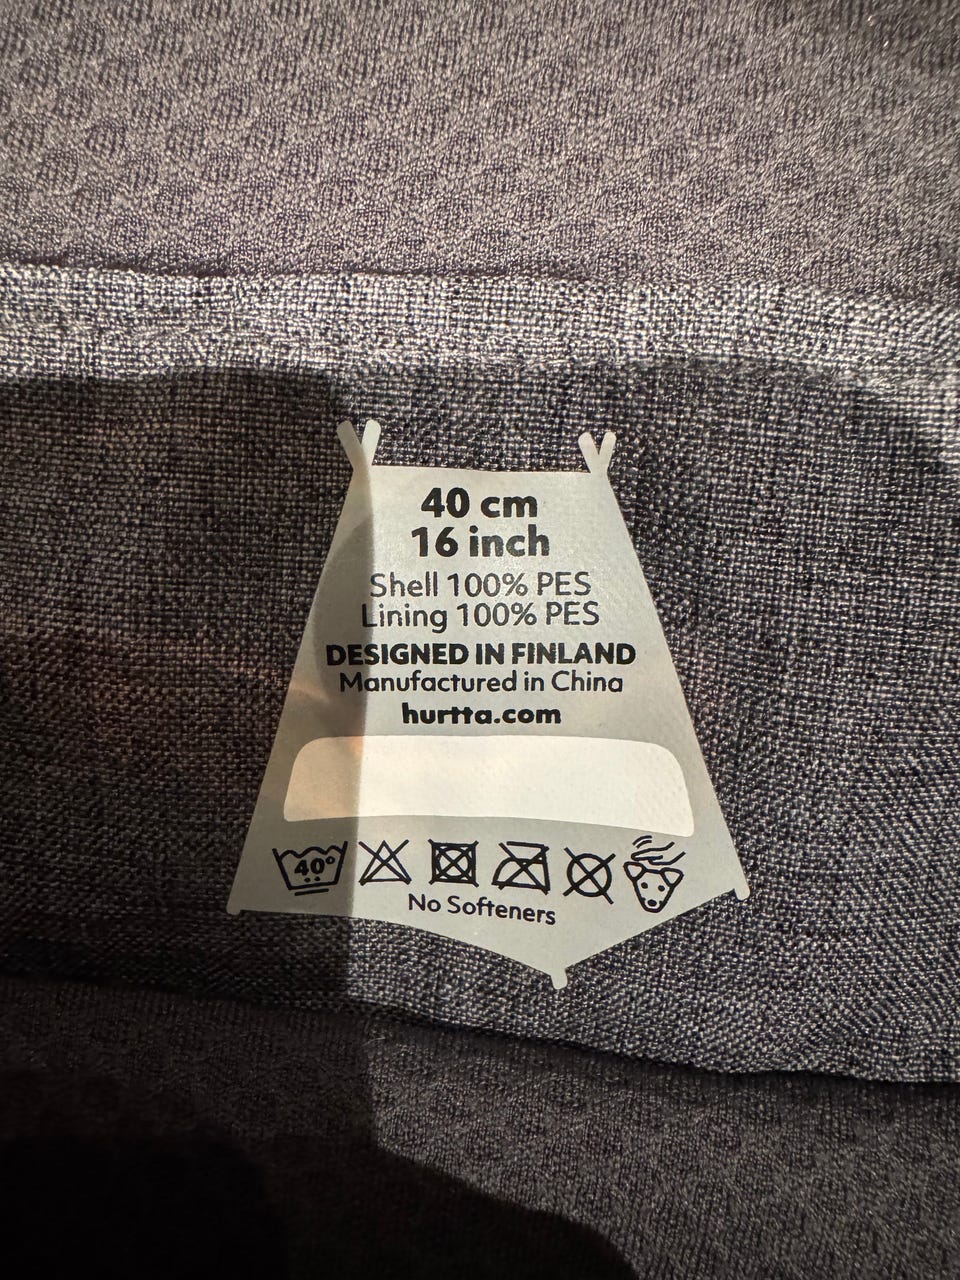 40 cm
16 inch
Shell 100% PES
Lining 100% PES
DESIGNED IN FINLAND
Manufactured in China
hurtta.com
40°
No Softeners